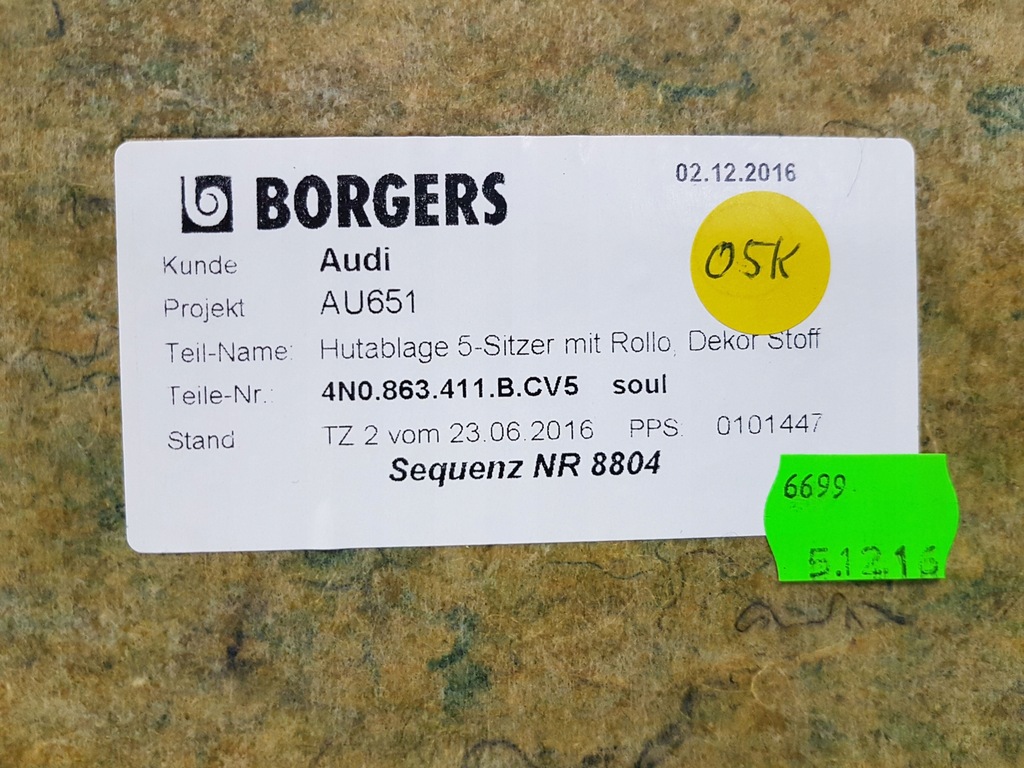 BORGERS
02.12.2016
05K
Kunde Audi
Projekt AU651
Teil-Name: Hutablage 5-Sitzer mit Rollo, Dekor Stoff
Teile-Nr.: 4N0.863.411.B.CV5 soul
Stand TZ 2 vom 23.06.2016 PPS: 0101447
Sequenz NR 8804
6699
5.12.16